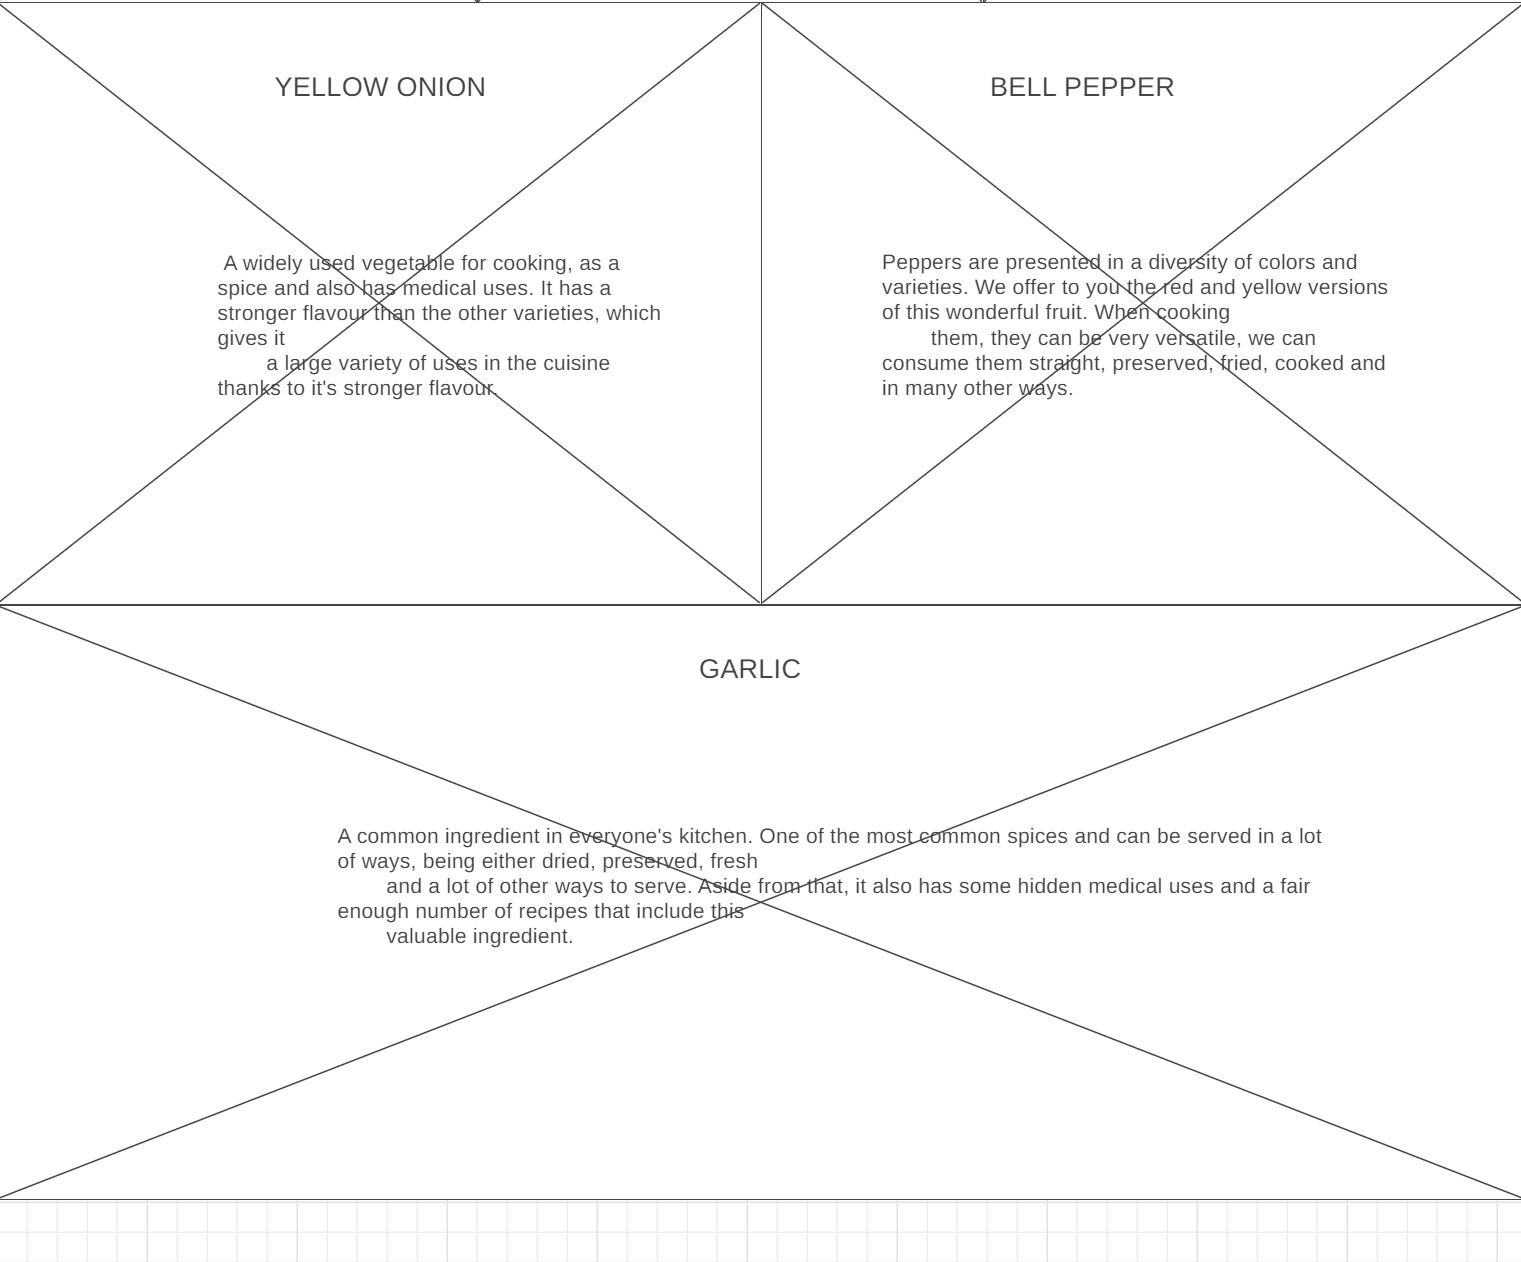 YELLOW ONION
A widely used vegetable for cooking, as a
spice and also has medical uses. It has a
stronger flavour than the other varieties, which
gives it
a large variety of uses in the cuisine
thanks to it's stronger flavour.
BELL PEPPER
Peppers are presented in a diversity of colors and
varieties. We offer to you the red and yellow versions
of this wonderful fruit. When cooking
them, they can be very versatile, we can
consume them straight, preserved, fried, cooked and
in many other ways.
GARLIC
A common ingredient in everyone's kitchen. One of the most common spices and can be served in a lot
of ways, being either dried, preserved, fresh
and a lot of other ways to serve. Aside from that, it also has some hidden medical uses and a fair
enough number of recipes that include this
valuable ingredient.